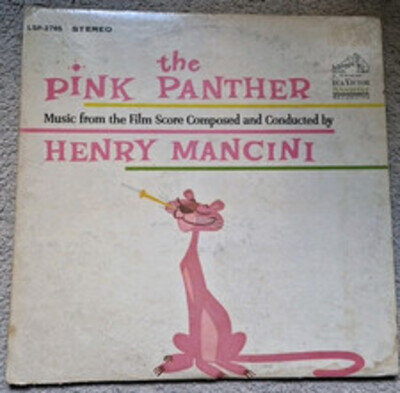 LSP-2795 STEREO
the
PINK PANTHER
RCA VICTOR
Music from the Film Score Composed and Conducted by
HENRY MANCINI